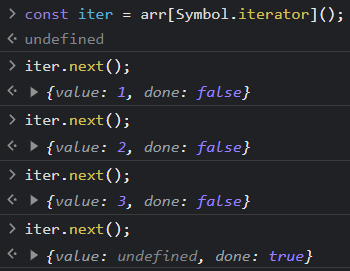 > const iter = arr[Symbol.iterator]();
< undefined
> iter.next();
< ▶ {value: 1, done: false}
> iter.next();
< ▶ {value: 2, done: false}
> iter.next();
< ▶ {value: 3, done: false}
> iter.next();
< ▶ {value: undefined, done: true}